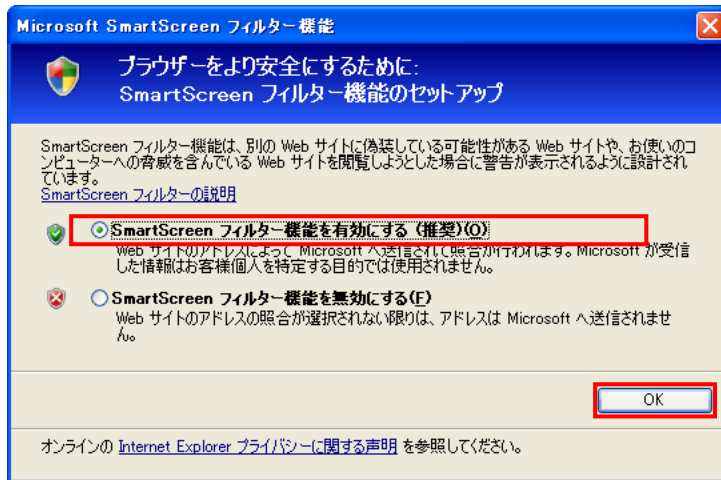 Microsoft SmartScreen フィルター機能
ブラウザーをより安全にするために:
SmartScreen フィルター機能のセットアップ
SmartScreen フィルター機能は、別の Web サイトに偽装している可能性がある Web サイトや、お使いのコ
ンピューターへの脅威を含んでいる Web サイトを閲覧しようとした場合に警告が表示されるように設計され
ています。
SmartScreen フィルターの説明
SmartScreen フィルター機能を有効にする (推奨)(O)
Web サイトのアドレスによって Microsoft へ送信されて照合が行われます。Microsoft が受信
した情報はお客様個人を特定する目的では使用されません。
SmartScreen フィルター機能を無効にする(F)
Web サイトのアドレスの照合が選択されない限りは、アドレスは Microsoft へ送信されませ
ん。
OK
オンラインの Internet Explorer プライバシーに関する声明 を参照してください。